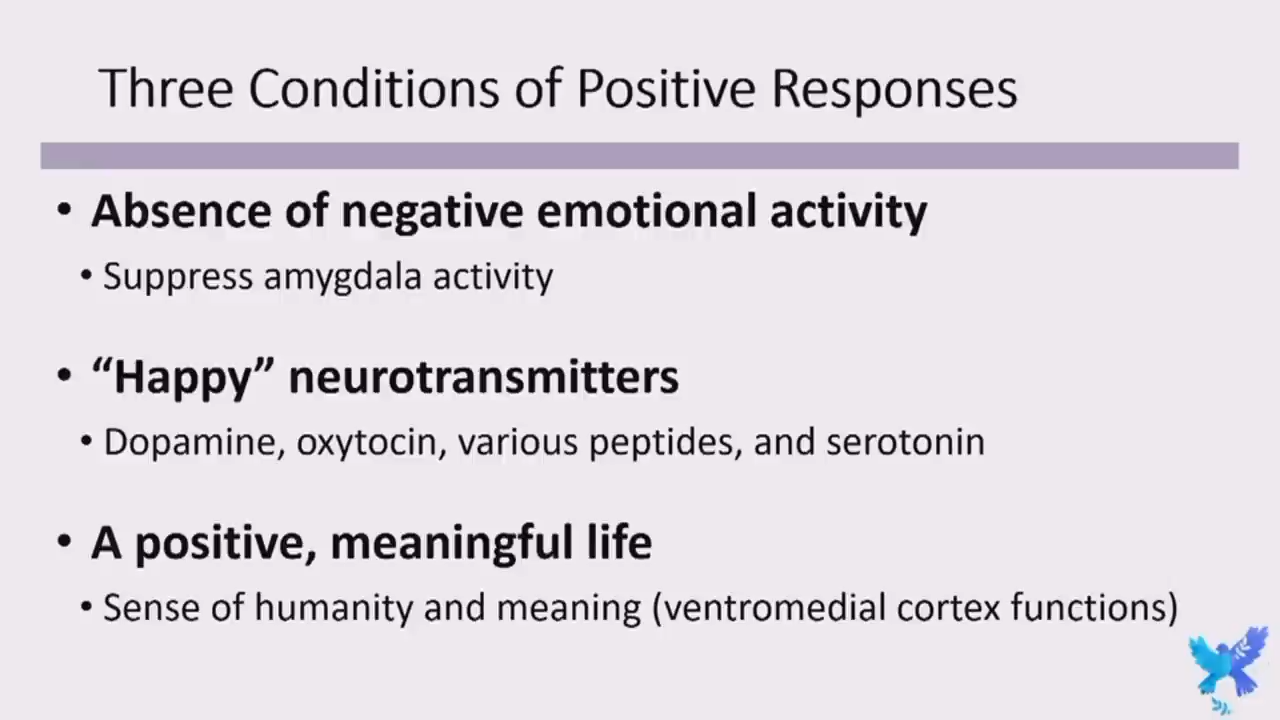 Three Conditions of Positive Responses
• Absence of negative emotional activity
• Suppress amygdala activity
• “Happy” neurotransmitters
• Dopamine, oxytocin, various peptides, and serotonin
• A positive, meaningful life
• Sense of humanity and meaning (ventromedial cortex functions)